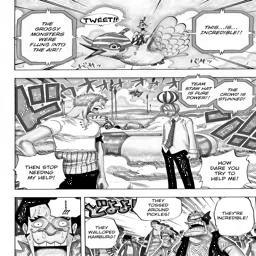 THE
GROGGY
MONSTERS
WERE
FLUNG INTO
THE AIR!!
TWEET!!
THIS...IS...
INCREDIBLE!!
TEAM
STRAW HAT
IS PURE
POWER!!
THE
CROWD IS
STUNNED!
THEN STOP
NEEDING
MY HELP!
HOW
DARE YOU
TRY TO
HELP ME!
THEY
WALLOPED
HAMBURG!
THEY
TOSSED
AROUND
PICKLES!
THEY'RE
INCREDIBLE!